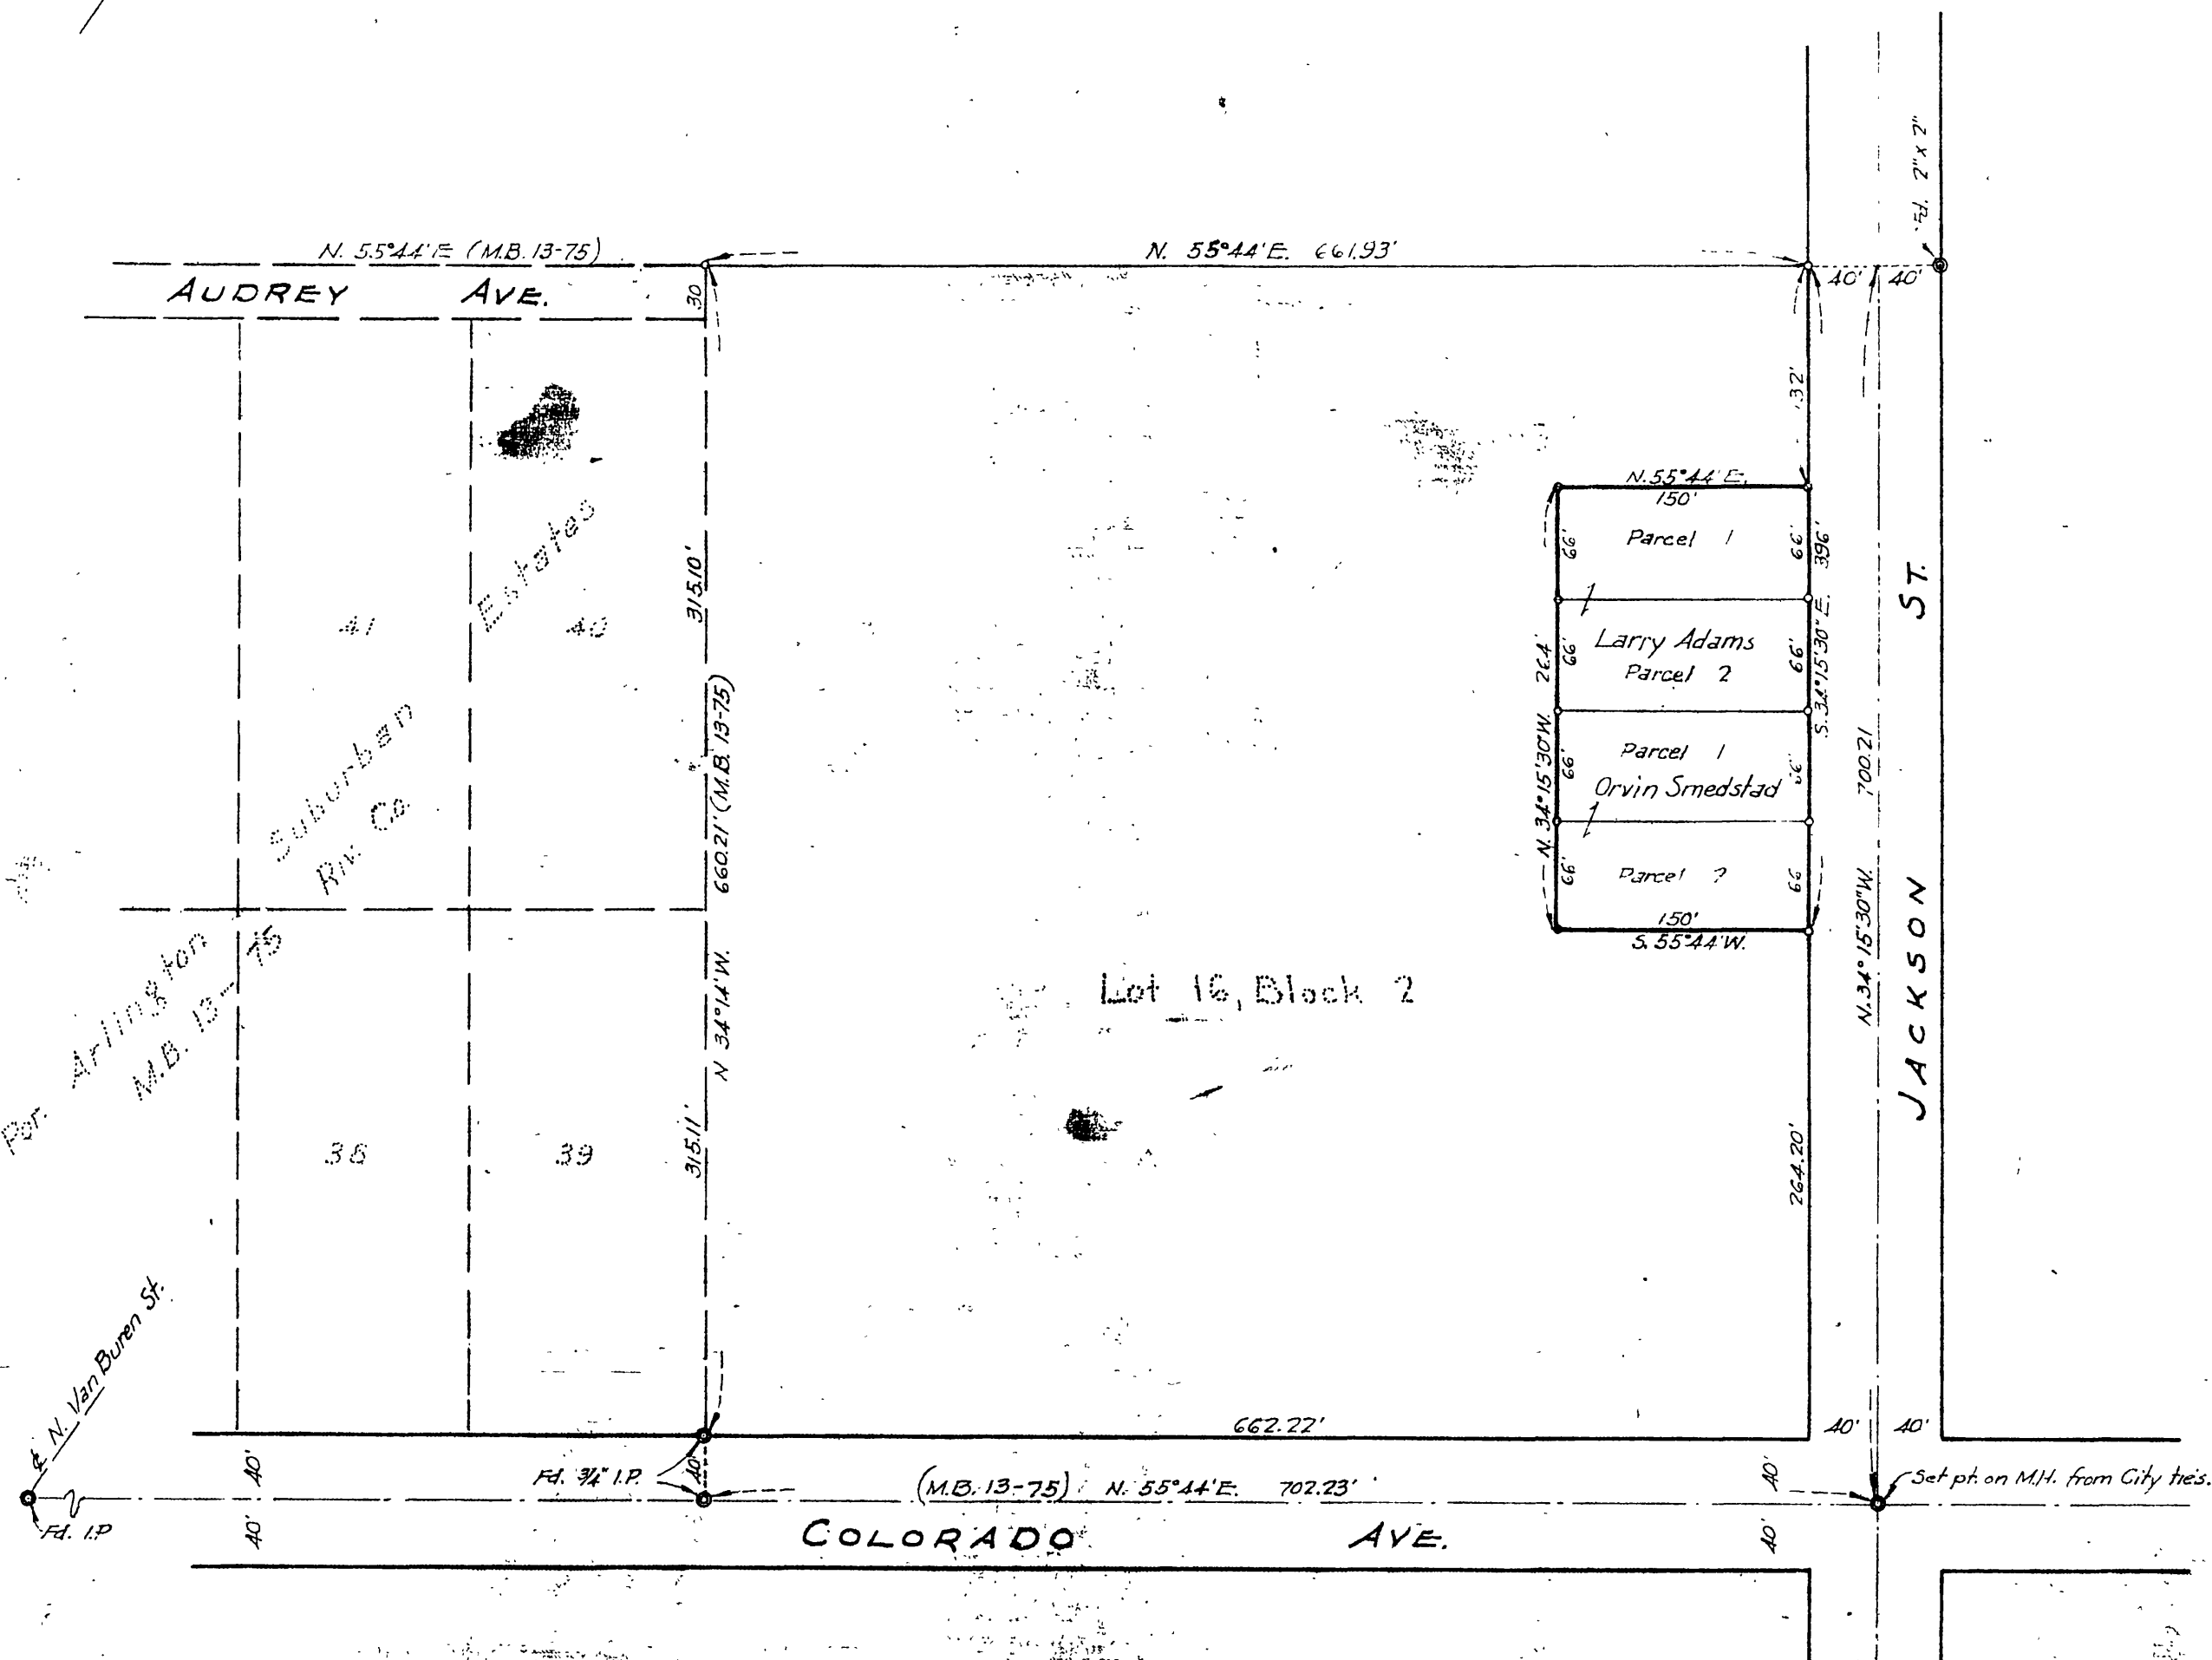 Fd. 2"x 2"
N. 55°44'E (M.B. 13-75)
N. 55°44'E. 661.93'
AUDREY AVE.
30
40'
40'
132'
N. 55°44'E.
150'
66'
Parcel 1
66'
396'
Estates
315.10'
41
40
S. 34°15'30" E.
ST.
264'
66'
Larry Adams
66'
Parcel 2
Suburban
Riv. Co.
660.21' (M.B. 13-75)
N. 34°15'30"W.
66'
Parcel 1
66'
Orvin Smedstad
700.21
66'
Parcel 2
66
150'
S. 55°44'W.
N. 34°15'30"W.
JACKSON
Por. Arlington
M.B. 13-75
N 34°14'W.
Lot 16, Block 2
38
39
315.11'
264.20'
℄ N. Van Buren St.
662.22'
40'
40'
40'
Fd. 3/4" I.P.
40'
(M.B. 13-75) N. 55°44'E. 702.23'
40'
Set pt. on M.H. from City ties.
Fd. I.P
40'
COLORADO AVE.
40'